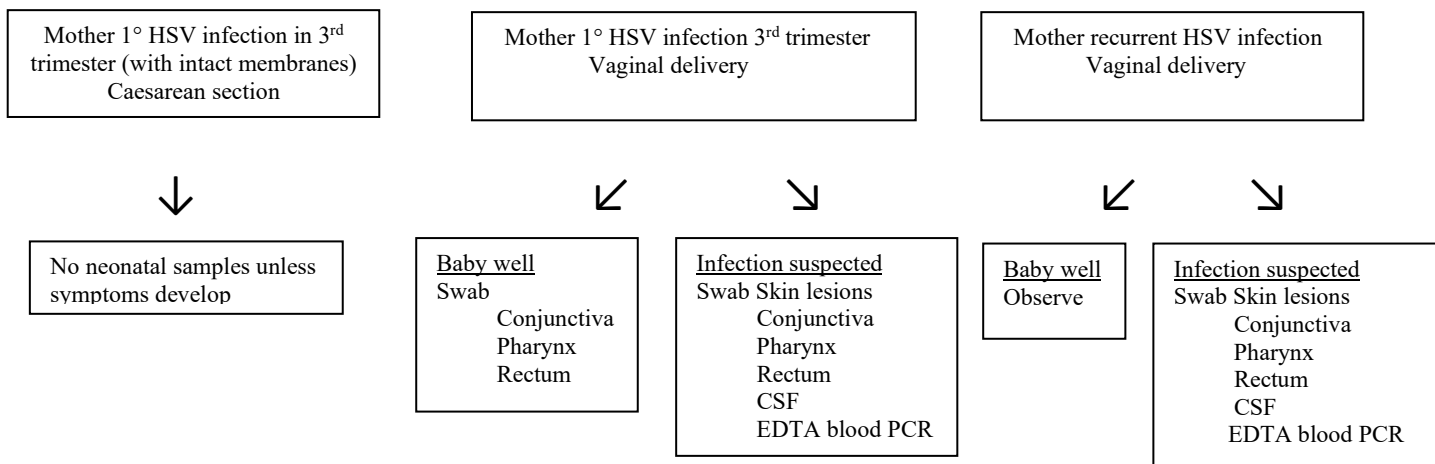 Mother 1° HSV infection in 3rd
trimester (with intact membranes)
Caesarean section
Mother 1° HSV infection 3rd trimester
Vaginal delivery
Mother recurrent HSV infection
Vaginal delivery
No neonatal samples unless
symptoms develop
Baby well
Swab
Conjunctiva
Pharynx
Rectum
Infection suspected
Swab Skin lesions
Conjunctiva
Pharynx
Rectum
CSF
EDTA blood PCR
Baby well
Observe
Infection suspected
Swab Skin lesions
Conjunctiva
Pharynx
Rectum
CSF
EDTA blood PCR